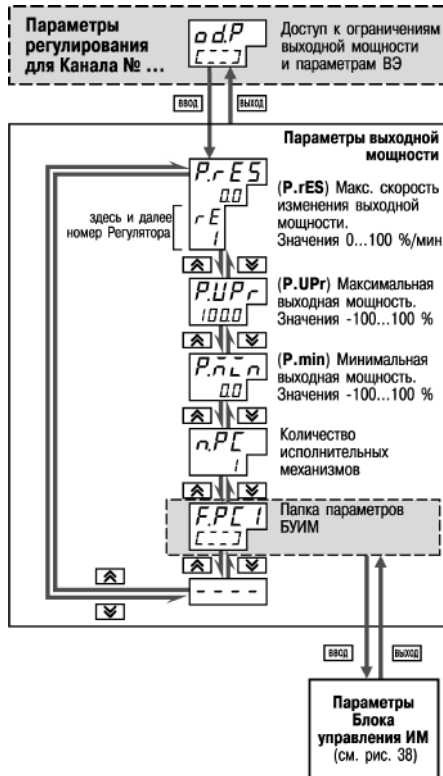 Параметры
регулирования
для Канала № ...
od.P
[---]
Доступ к ограничениям
выходной мощности
и параметрам ВЭ
ВВОД
ВЫХОД
Параметры выходной
мощности
P.rES
0.0
rE
1
здесь и далее
номер Регулятора
(P.rES) Макс. скорость
изменения выходной
мощности.
Значения 0...100 %/мин
P.UPr
100.0
(P.UPr) Максимальная
выходная мощность.
Значения -100...100 %
P.min
0.0
(P.min) Минимальная
выходная мощность.
Значения -100...100 %
n.PC
1
Количество
исполнительных
механизмов
F.PC 1
[---]
Папка параметров
БУИМ
----
ВВОД
ВЫХОД
Параметры
Блока
управления ИМ
(см. рис. 38)